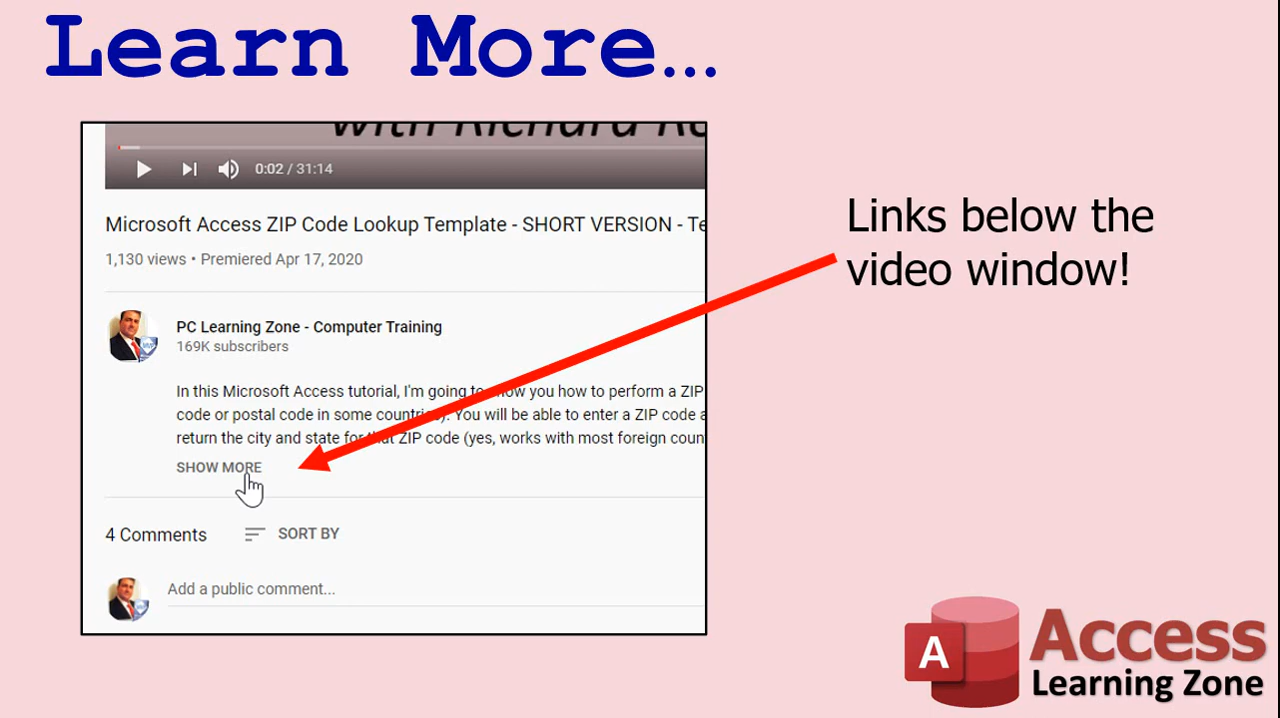 Learn More...
with Richard
0:02 / 31:14
Microsoft Access ZIP Code Lookup Template - SHORT VERSION -
1,130 views • Premiered Apr 17, 2020
PC Learning Zone - Computer Training
169K subscribers
In this Microsoft Access tutorial, I'm going to show you how to perform a ZIP
code or postal code in some countries). You will be able to enter a ZIP code
return the city and state for that ZIP code (yes, works with most foreign
SHOW MORE
4 Comments
SORT BY
Add a public comment...
Links below the
video window!
A
Access
Learning Zone